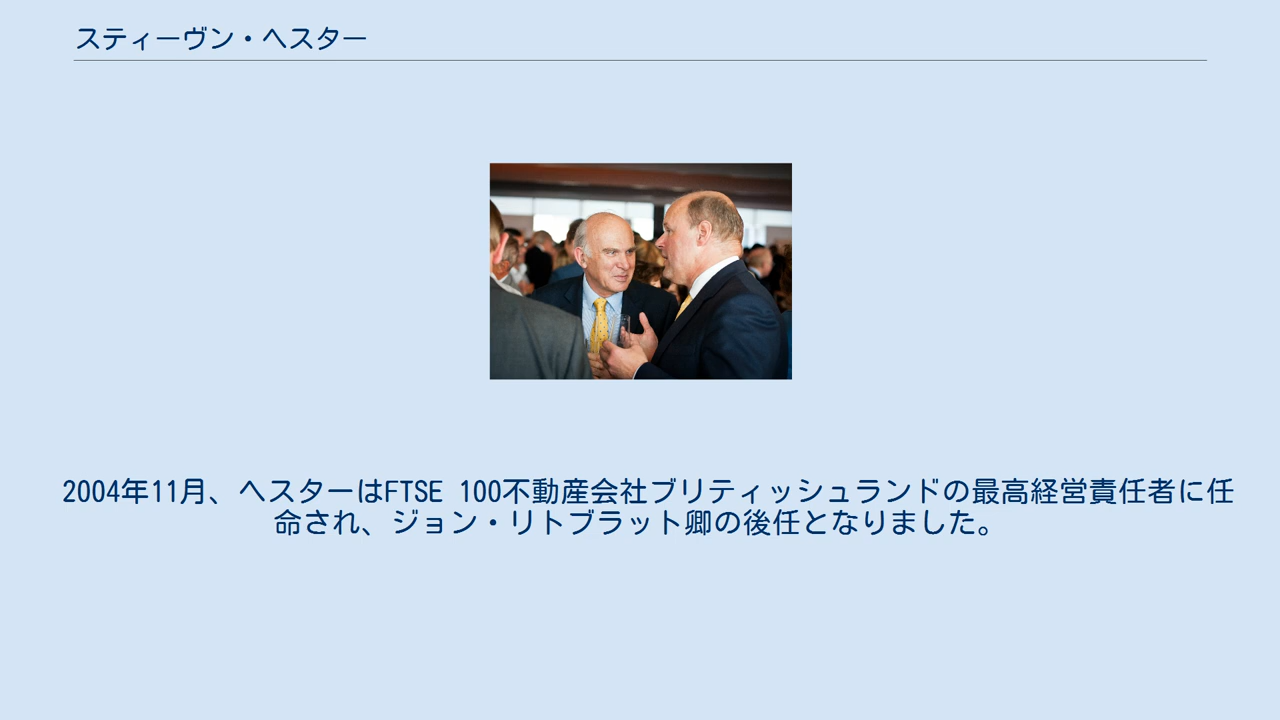 スティーヴン・ヘスター
2004年11月、ヘスターはFTSE 100不動産会社ブリティッシュランドの最高経営責任者に任
命され、ジョン・リトブラット卿の後任となりました。